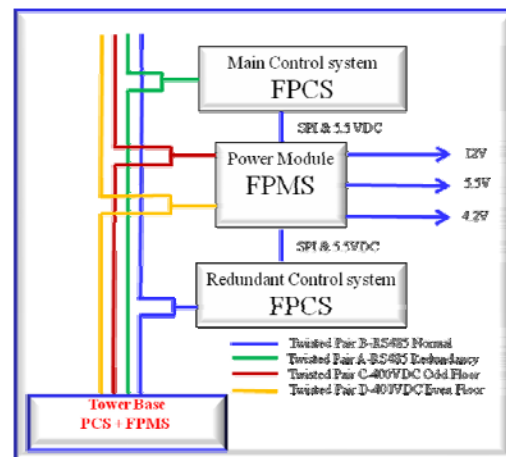 Main Control system
FPCS
SPI & 5.5 VDC
Power Module
FPMS
12V
5.5V
4.2V
SPI & 5.5VDC
Redundant Control system
FPCS
Twisted Pair B-RS485 Normal
Twisted Pair A-RS485 Redundancy
Twisted Pair C-400VDC Odd Floor
Twisted Pair D-400VDC Even Floor
Tower Base
PCS + FPMS